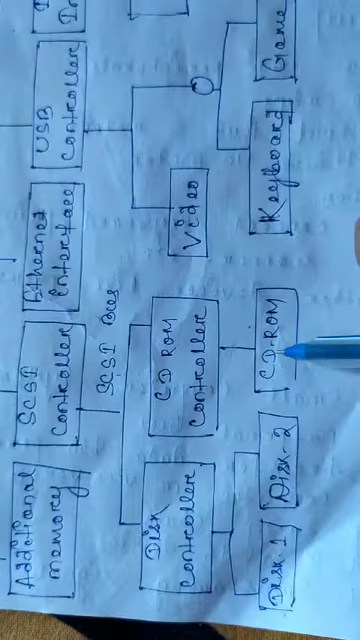 Additional
memory
SCSI
Controller
Ethernet
Interface
USB
Controller
SCSI Bus
Disk
Controller
CD ROM
Controller
Video
Disk-1
Disk-2
CD-ROM
Keyboard
Game